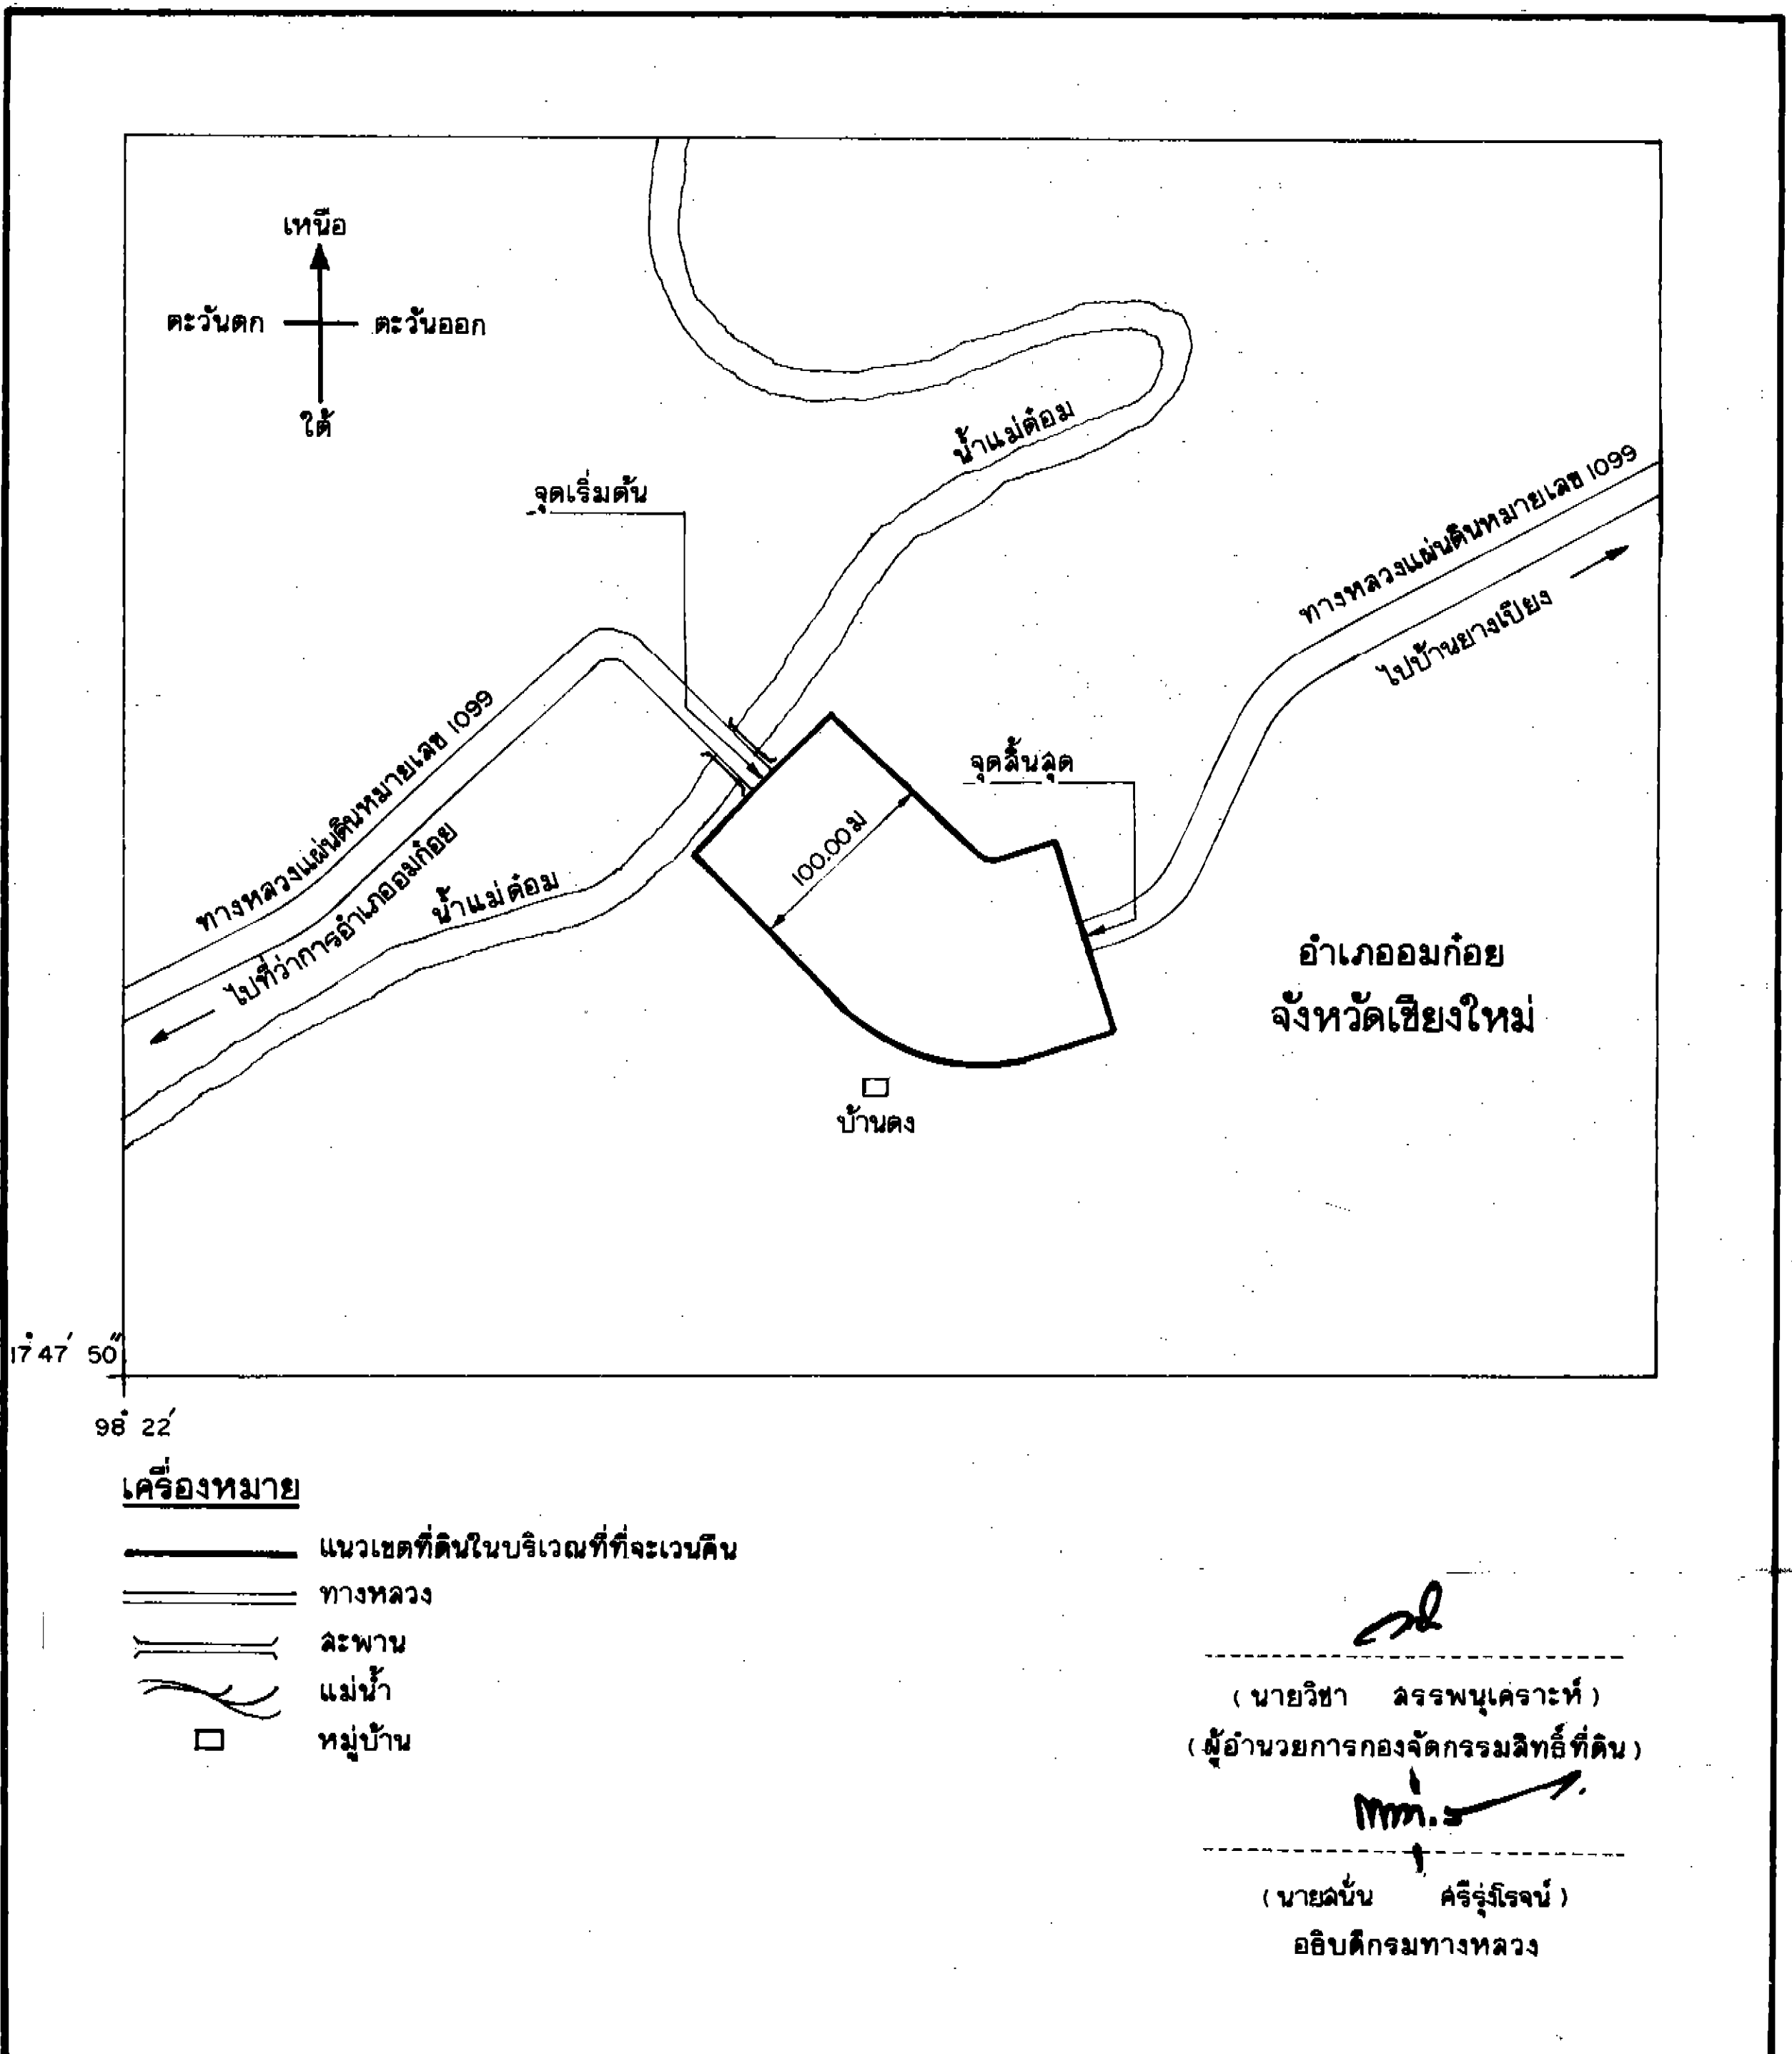 เหนือ
ตะวันตก
ตะวันออก
ใต้
น้ำแม่ต๋อม
จุดเริ่มต้น
ทางหลวงแผ่นดินหมายเลข 1099
ไปบ้านยางเปียง
ทางหลวงแผ่นดินหมายเลข 1099
ไปที่ว่าการอำเภออมก๋อย
น้ำแม่ต๋อม
จุดสิ้นสุด
100.00 ม
อำเภออมก๋อย
จังหวัดเชียงใหม่
บ้านดง
17° 47′ 50″
98° 22′
เครื่องหมาย
แนวเขตที่ดินในบริเวณที่ที่จะเวนคืน
ทางหลวง
สะพาน
แม่น้ำ
หมู่บ้าน
(นายวิชา สรรพนุเคราะห์)
(ผู้อำนวยการกองจัดกรรมสิทธิ์ที่ดิน)
(นายสนั่น ศรีรุ่งโรจน์)
อธิบดีกรมทางหลวง